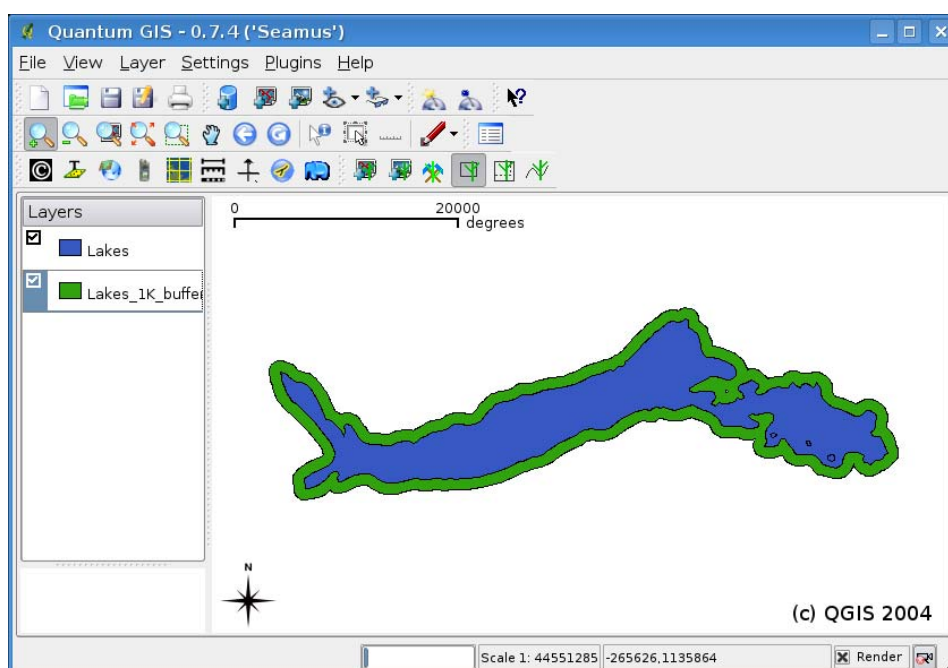 Quantum GIS - 0.7.4 ('Seamus')
File View Layer Settings Plugins Help
Layers
Lakes
Lakes_1K_buffer
0 20000
degrees
N
(c) QGIS 2004
Scale 1: 44551285 -265626,1135864 Render